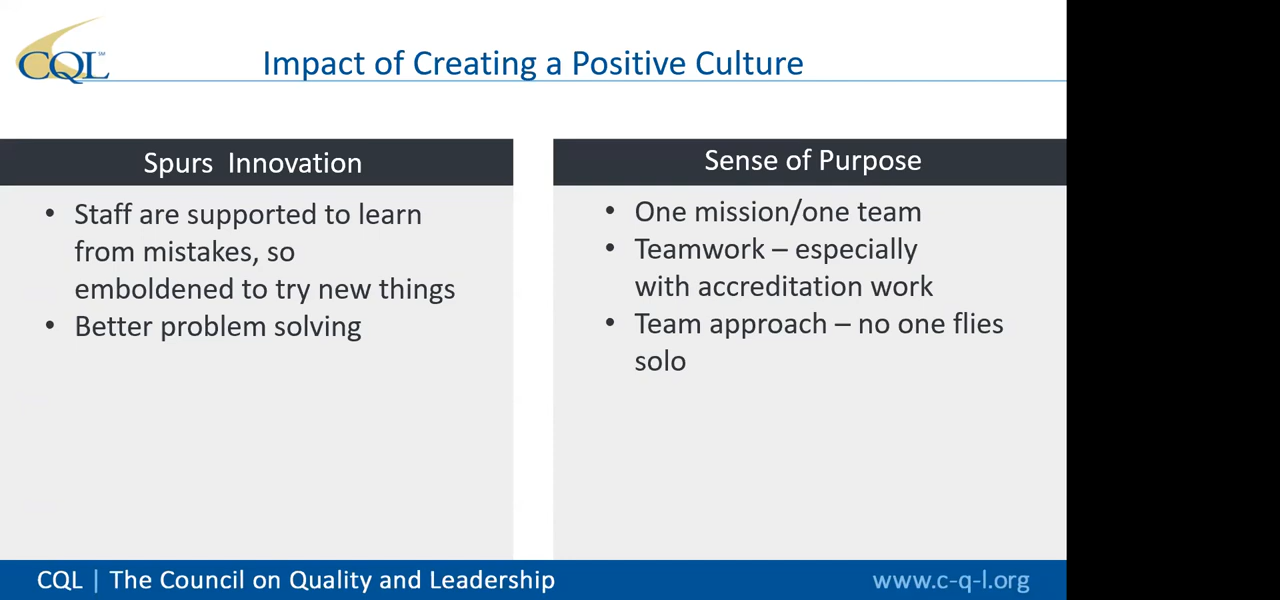 CQL℠
Impact of Creating a Positive Culture
Spurs Innovation
• Staff are supported to learn
from mistakes, so
emboldened to try new things
• Better problem solving
Sense of Purpose
• One mission/one team
• Teamwork – especially
with accreditation work
• Team approach – no one flies
solo
CQL | The Council on Quality and Leadership
www.c-q-l.org